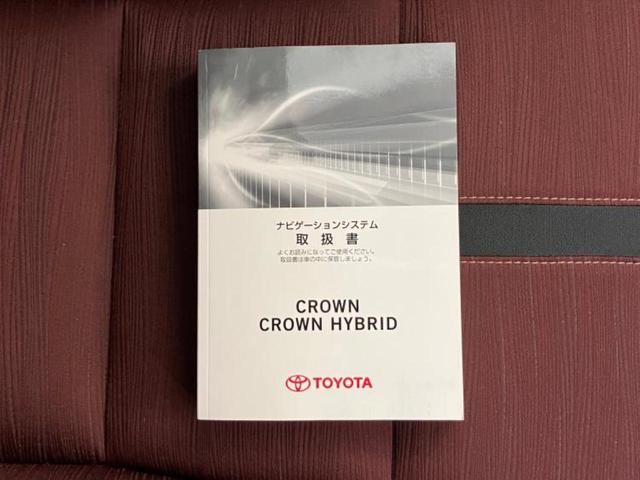 ナビゲーションシステム
取扱書
よくお読みになってご使用ください。
取扱書は車の中に保管しましょう。
CROWN
CROWN HYBRID
TOYOTA